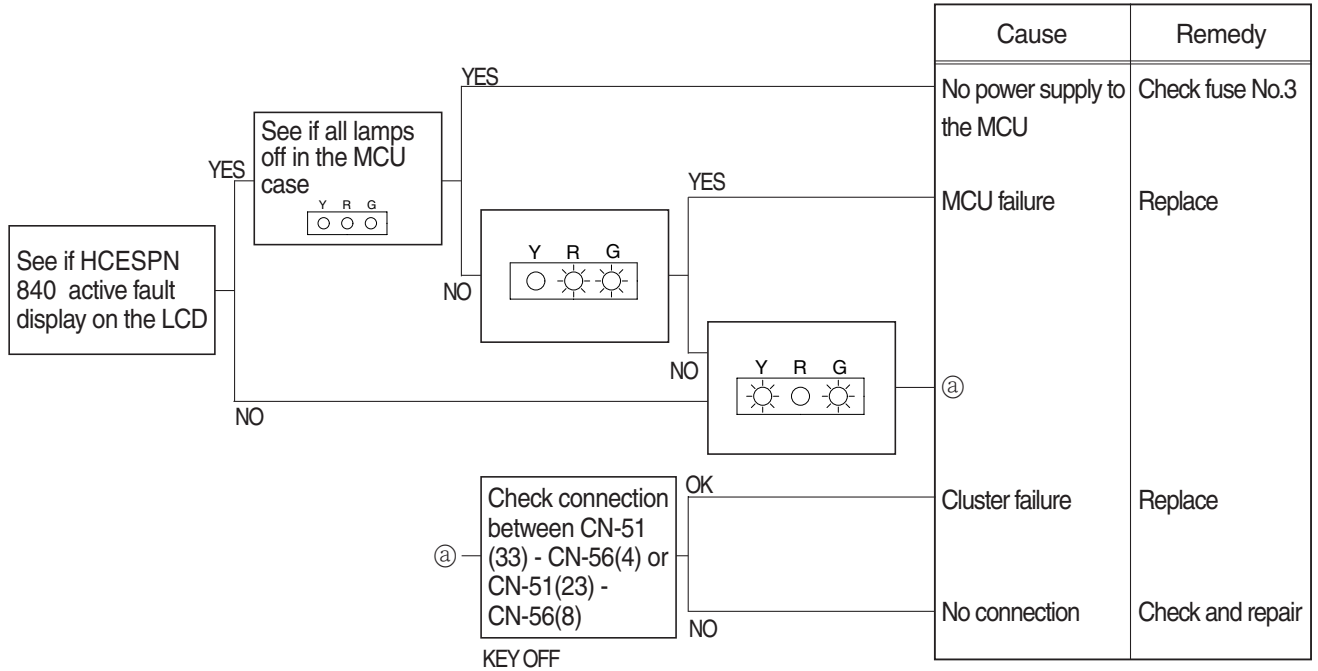 Cause
Remedy
YES
No power supply to
the MCU
Check fuse No.3
See if all lamps
off in the MCU
case
Y R G
YES
YES
MCU failure
Replace
See if HCESPN
840 active fault
display on the LCD
Y R G
NO
NO
Y R G
ⓐ
NO
Check connection
between CN-51
(33) - CN-56(4) or
CN-51(23) -
CN-56(8)
OK
Cluster failure
Replace
ⓐ
NO
No connection
Check and repair
KEY OFF